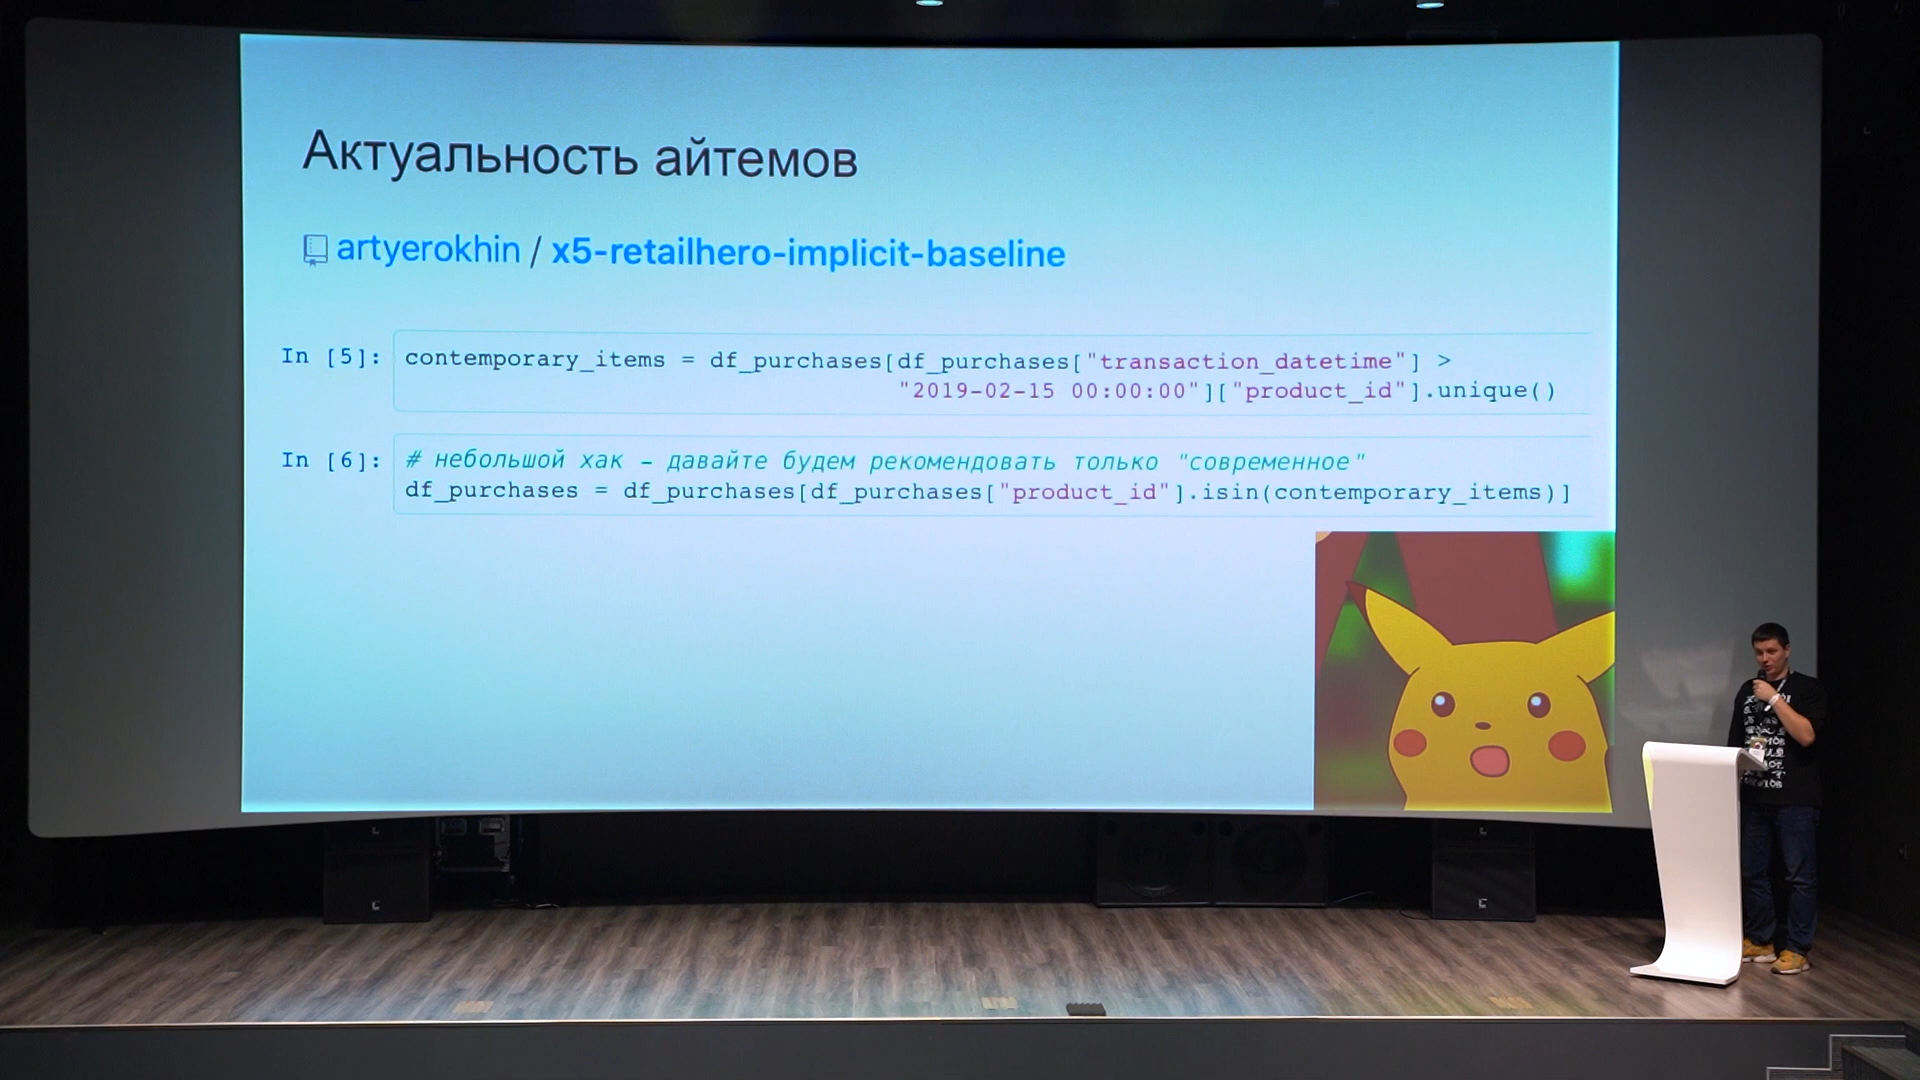 Актуальность айтемов
artyerokhin / x5-retailhero-implicit-baseline
In [5]: contemporary_items = df_purchases[df_purchases["transaction_datetime"] >
"2019-02-15 00:00:00"]["product_id"].unique()
In [6]: # небольшой хак - давайте будем рекомендовать только "современное"
df_purchases = df_purchases[df_purchases["product_id"].isin(contemporary_items)]